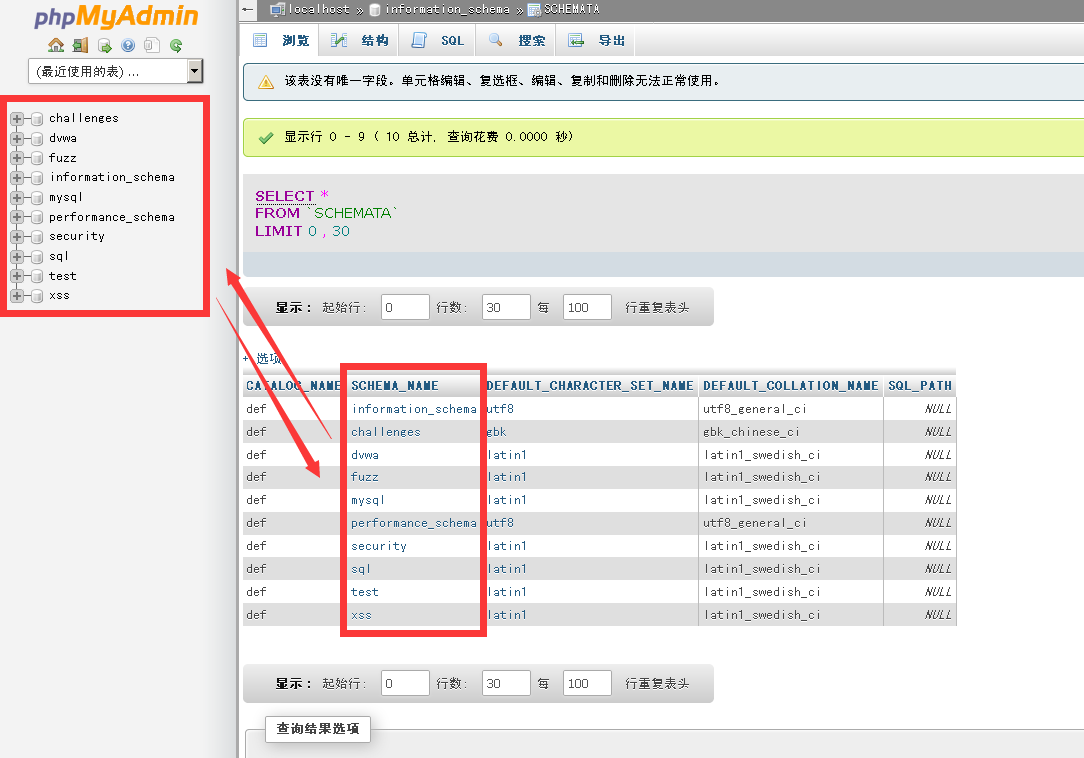 phpMyAdmin
(最近使用的表) ...
challenges
dvwa
fuzz
information_schema
mysql
performance_schema
security
sql
test
xss
localhost » information_schema » SCHEMATA
浏览 结构 SQL 搜索 导出
该表没有唯一字段。单元格编辑、复选框、编辑、复制和删除无法正常使用。
显示行 0 - 9 ( 10 总计, 查询花费 0.0000 秒)
SELECT *
FROM `SCHEMATA`
LIMIT 0 , 30
显示: 起始行: 0 行数: 30 每 100 行重复表头
+ 选项
CATALOG_NAME SCHEMA_NAME DEFAULT_CHARACTER_SET_NAME DEFAULT_COLLATION_NAME SQL_PATH
def information_schema utf8 utf8_general_ci NULL
def challenges gbk gbk_chinese_ci NULL
def dvwa latin1 latin1_swedish_ci NULL
def fuzz latin1 latin1_swedish_ci NULL
def mysql latin1 latin1_swedish_ci NULL
def performance_schema utf8 utf8_general_ci NULL
def security latin1 latin1_swedish_ci NULL
def sql latin1 latin1_swedish_ci NULL
def test latin1 latin1_swedish_ci NULL
def xss latin1 latin1_swedish_ci NULL
显示: 起始行: 0 行数: 30 每 100 行重复表头
查询结果选项